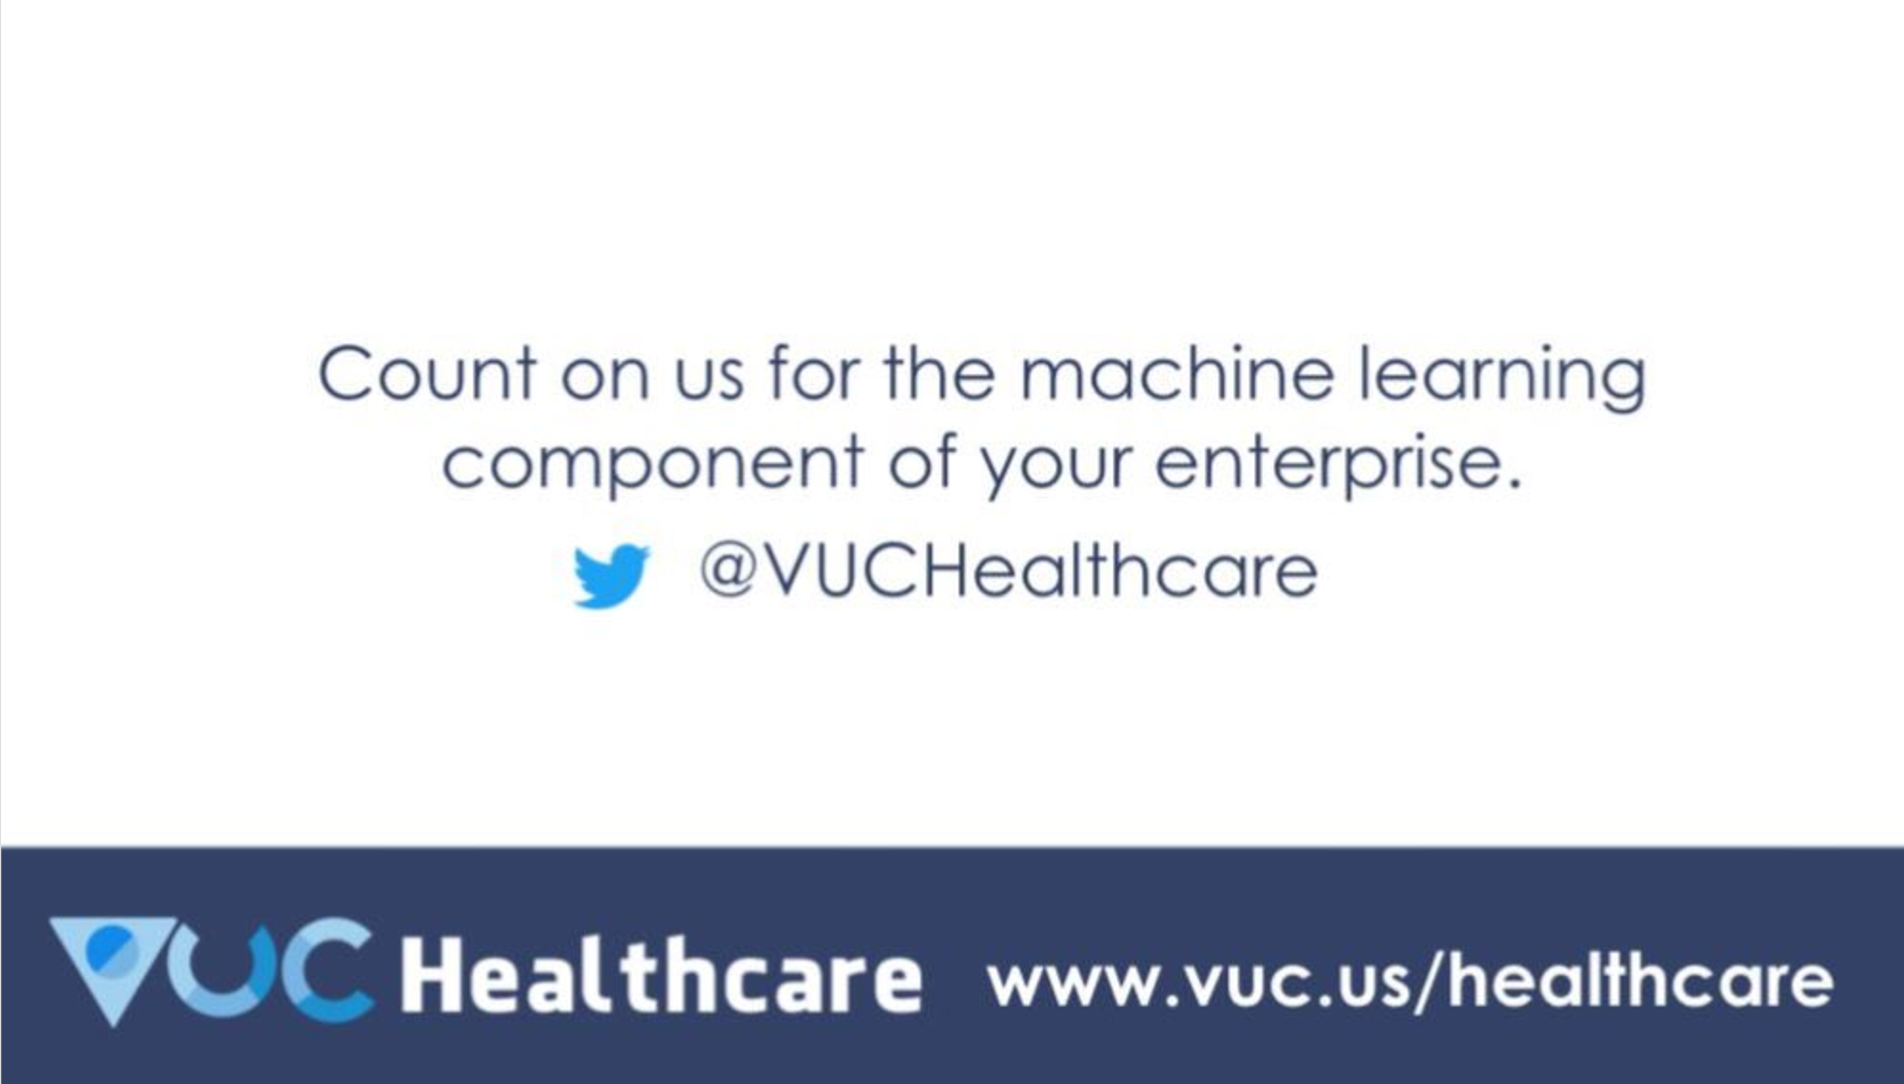 Count on us for the machine learning
component of your enterprise.
@VUCHealthcare
VUC Healthcare www.vuc.us/healthcare